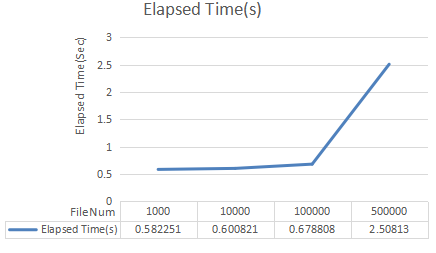 Elapsed Time(s)
Elapsed Time(Sec)
3
2.5
2
1.5
1
0.5
0
FileNum 1000 10000 100000 500000
Elapsed Time(s) 0.582251 0.600821 0.678808 2.50813